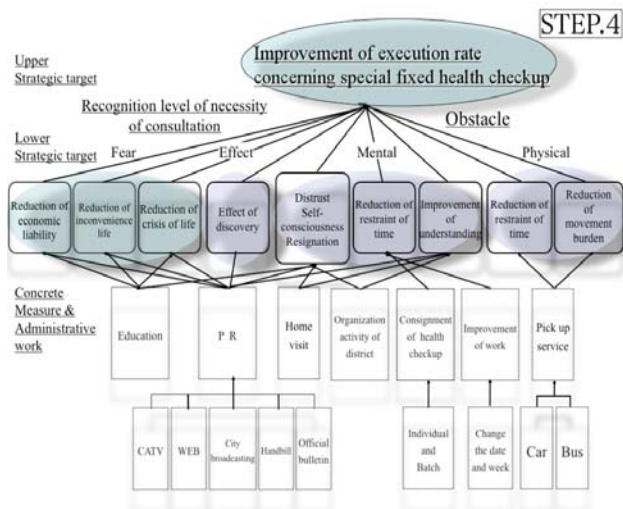 STEP.4
Upper
Strategic target
Improvement of execution rate
concerning special fixed health checkup
Recognition level of necessity
of consultation
Obstacle
Lower
Strategic target
Fear
Effect
Mental
Physical
Reduction of
economic
liability
Reduction of
inconvenience
life
Reduction of
crisis of life
Effect of
discovery
Distrust
Self-
consciousness
Resignation
Reduction of
restraint of
time
Improvement
of
understanding
Reduction of
restraint of
time
Reduction
of
movement
burden
Concrete
Measure &
Administrative
work
Education
P R
Home
visit
Organization
activity of
district
Consignment
of health
checkup
Improvement
of work
Pick up
service
CATV
WEB
City
broadcasting
Handbill
Official
bulletin
Individual
and
Batch
Change
the date
and week
Car
Bus